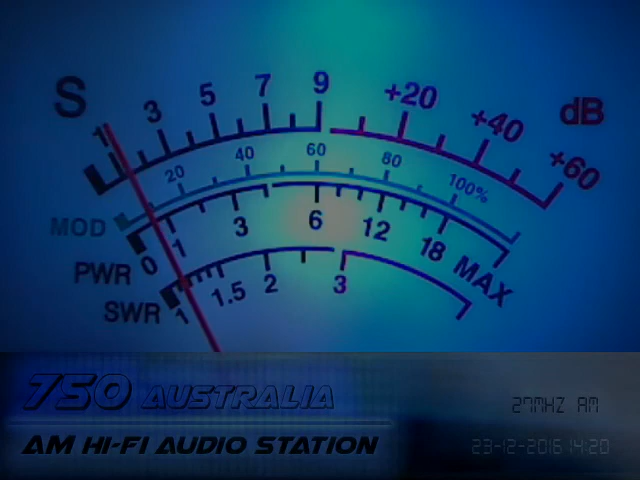 S 1 3 5 7 9 +20 +40 +60 dB
MOD 20 40 60 80 100%
PWR 0 1 3 6 12 18 MAX
SWR 1 1.5 2 3
750 AUSTRALIA
27MHZ AM
AM HI-FI AUDIO STATION
23-12-2016 14:20